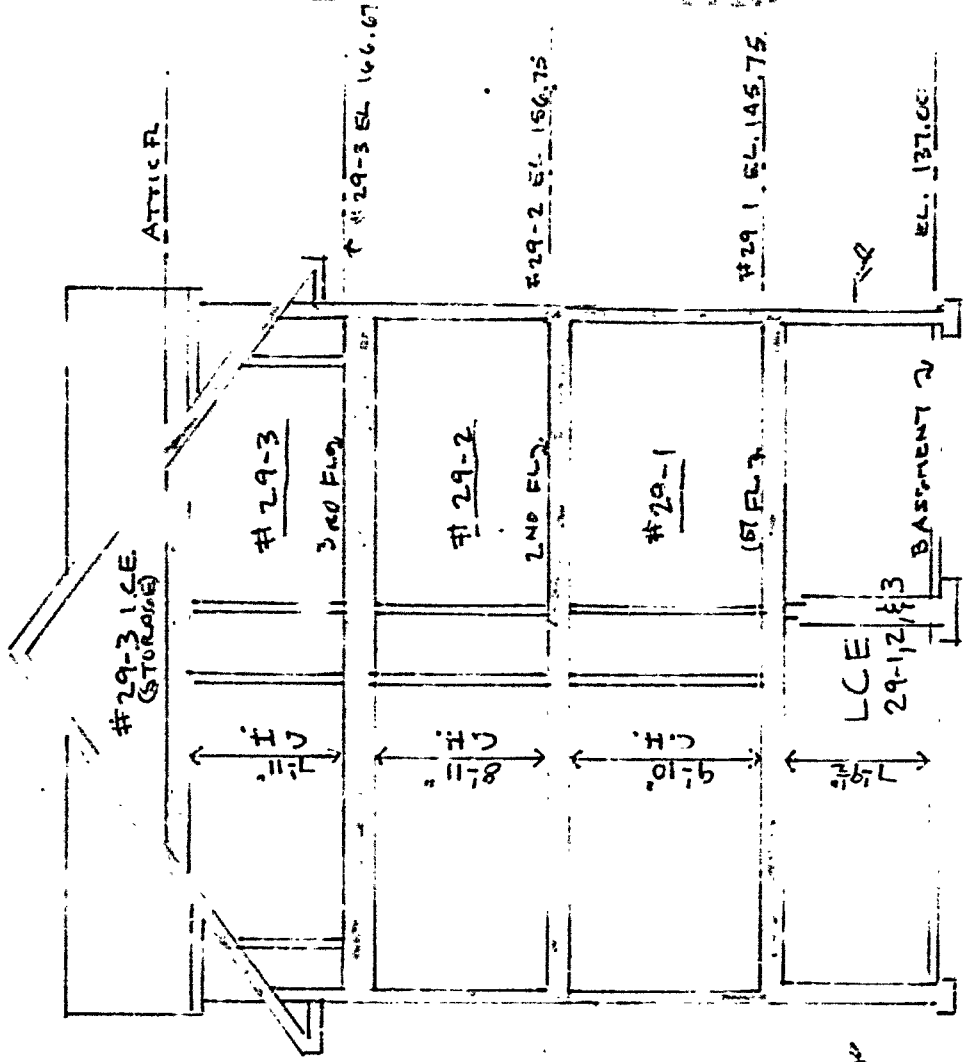 ATTIC FL
#29-3 EL 166.67
#29-2 EL 156.75
#29 1 EL. 145.75
EL. 137.00
#29-3 LCE
(STORAGE)
#29-3
3RD FL
#29-2
2ND FL
#29-1
1ST FL
BASEMENT
LCE
29-1,2,&3
7'-11"
C.H.
8'-11"
C.H.
9'-10"
C.H.
7'-9½"